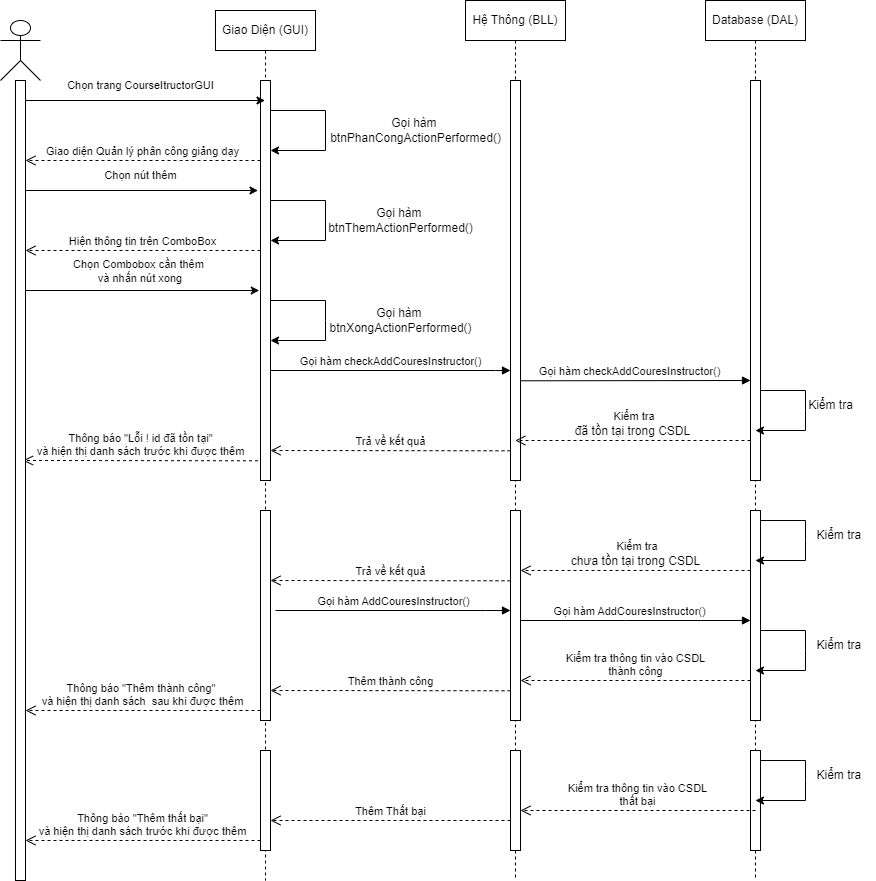 Giao Diện (GUI)
Hệ Thông (BLL)
Database (DAL)
Chọn trang CourseItructorGUI
Gọi hàm
btnPhanCongActionPerformed()
Giao diện Quản lý phân công giảng dạy
Chọn nút thêm
Gọi hàm
btnThemActionPerformed()
Hiện thông tin trên ComboBox
Chọn Combobox cần thêm
và nhấn nút xong
Gọi hàm
btnXongActionPerformed()
Gọi hàm checkAddCouresInstructor()
Gọi hàm checkAddCouresInstructor()
Kiểm tra
Kiểm tra
đã tồn tại trong CSDL
Trả về kết quả
Thông báo "Lỗi ! id đã tồn tại"
và hiện thị danh sách trước khi được thêm
Kiểm tra
Kiểm tra
chưa tồn tại trong CSDL
Trả về kết quả
Gọi hàm AddCouresInstructor()
Gọi hàm AddCouresInstructor()
Kiểm tra
Kiểm tra thông tin vào CSDL
thành công
Thêm thành công
Thông báo "Thêm thành công"
và hiện thị danh sách sau khi được thêm
Kiểm tra
Kiểm tra thông tin vào CSDL
thất bại
Thêm Thất bại
Thông báo "Thêm thất bại"
và hiện thị danh sách trước khi được thêm